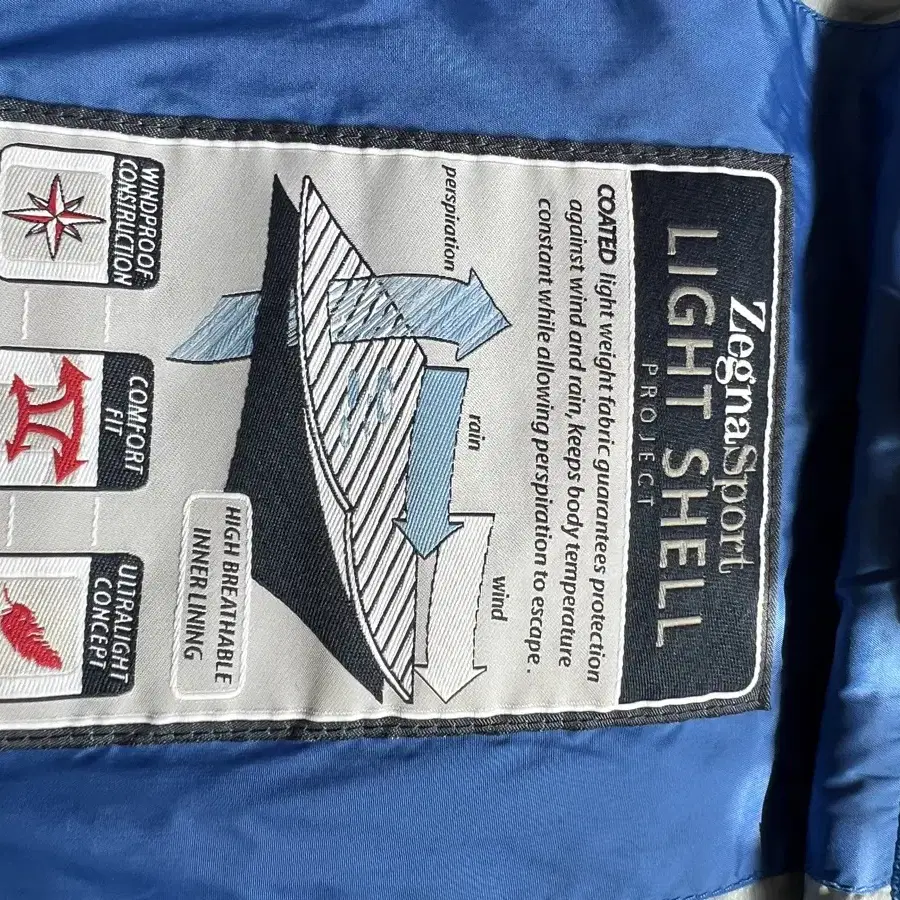 ZegnaSport
LIGHT SHELL
PROJECT
COATED light weight fabric guarantees protection
against wind and rain, keeps body temperature
constant while allowing perspiration to escape.
perspiration
rain
wind
HIGH BREATHABLE
INNER LINING
WINDPROOF
CONSTRUCTION
COMFORT
FIT
ULTRALIGHT
CONCEPT